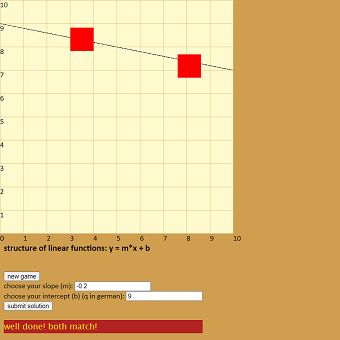 10
9
8
7
6
5
4
3
2
1
0 1 2 3 4 5 6 7 8 9 10
structure of linear functions: y = m*x + b
new game
choose your slope (m): -0.2
choose your intercept (b) (q in german): 9
submit solution
well done! both match!